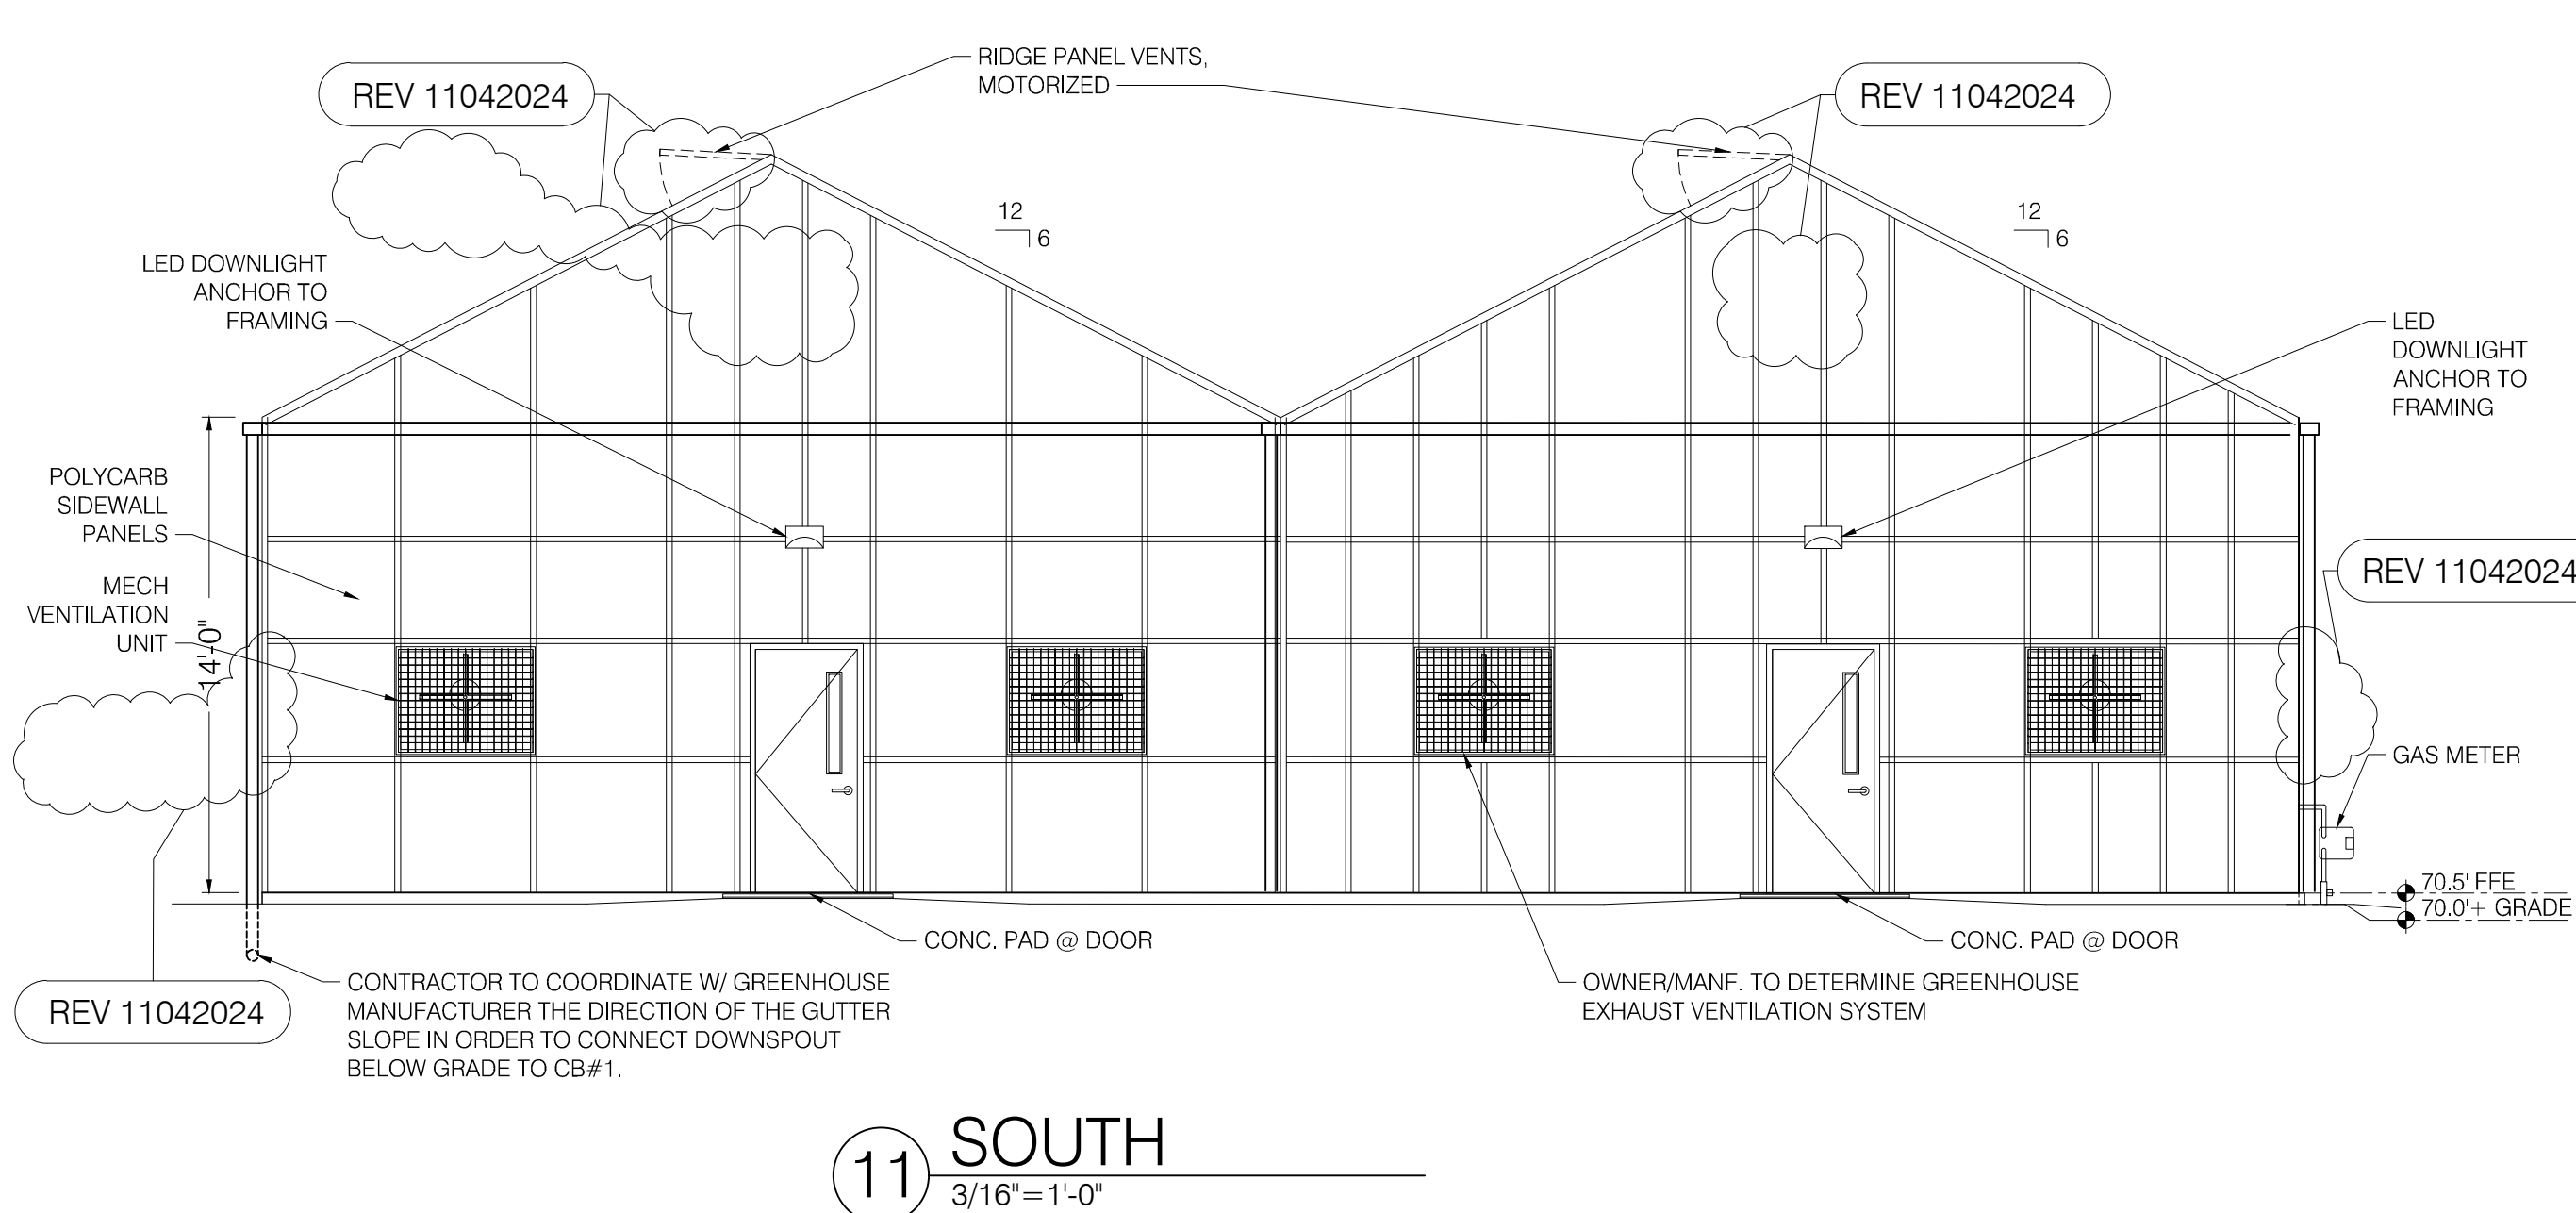 RIDGE PANEL VENTS,
MOTORIZED
REV 11042024
REV 11042024
12
6
12
6
LED DOWNLIGHT
ANCHOR TO
FRAMING
LED
DOWNLIGHT
ANCHOR TO
FRAMING
POLYCARB
SIDEWALL
PANELS
MECH
VENTILATION
UNIT
14'-0"
REV 11042024
GAS METER
70.5' FFE
70.0'+ GRADE
CONC. PAD @ DOOR
CONC. PAD @ DOOR
REV 11042024
CONTRACTOR TO COORDINATE W/ GREENHOUSE
MANUFACTURER THE DIRECTION OF THE GUTTER
SLOPE IN ORDER TO CONNECT DOWNSPOUT
BELOW GRADE TO CB#1.
OWNER/MANF. TO DETERMINE GREENHOUSE
EXHAUST VENTILATION SYSTEM
11
SOUTH
3/16"=1'-0"